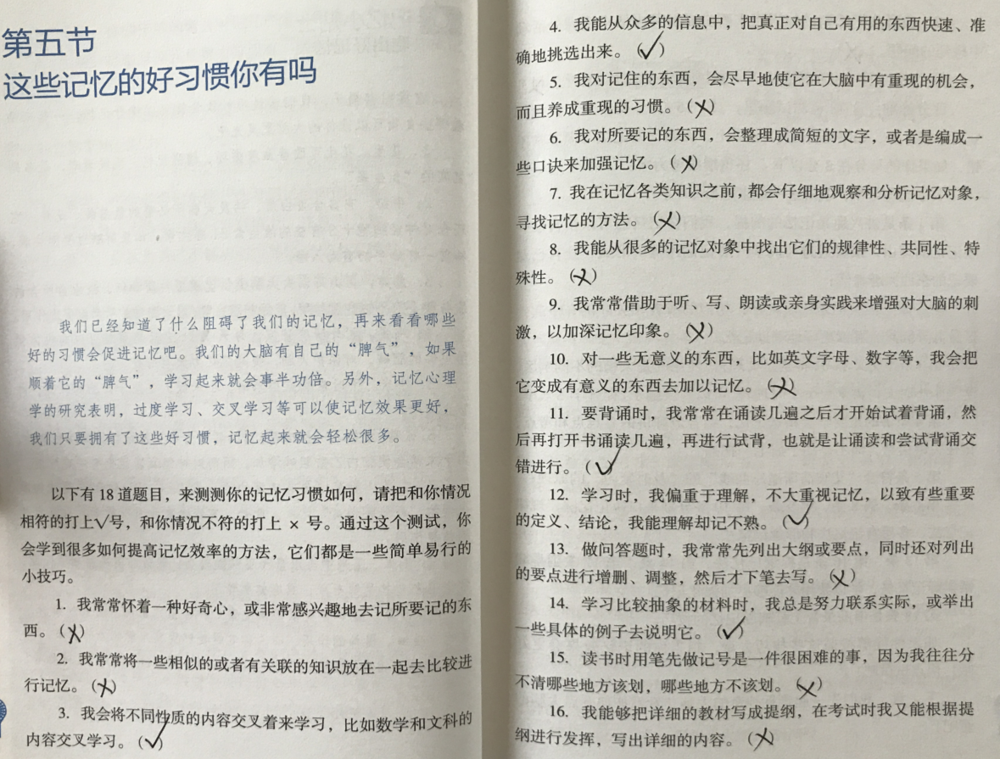 第五节
这些记忆的好习惯你有吗
我们已经知道了什么阻碍了我们的记忆，再来看看哪些
好的习惯会促进记忆吧。我们的大脑有自己的“脾气”，如果
顺着它的“脾气”，学习起来就会事半功倍。另外，记忆心理
学的研究表明，过度学习、交叉学习等可以使记忆效果更好，
我们只要拥有了这些好习惯，记忆起来就会轻松很多。
以下有18道题目，来测测你的记忆习惯如何，请把和你情况
相符的打上√号，和你情况不符的打上 × 号。通过这个测试，你
会学到很多如何提高记忆效率的方法，它们都是一些简单易行的
小技巧。
1. 我常常怀着一种好奇心，或非常感兴趣地去记所要记的东
西。（×）
2. 我常常将一些相似的或者有关联的知识放在一起去比较进
行记忆。（×）
3. 我会将不同性质的内容交叉着来学习，比如数学和文科的
内容交叉学习。（√）
4. 我能从众多的信息中，把真正对自己有用的东西快速、准
确地挑选出来。（√）
5. 我对记住的东西，会尽早地使它在大脑中有重现的机会，
而且养成重现的习惯。（×）
6. 我对所要记的东西，会整理成简短的文字，或者是编成一
些口诀来加强记忆。（×）
7. 我在记忆各类知识之前，都会仔细地观察和分析记忆对象，
寻找记忆的方法。（×）
8. 我能从很多的记忆对象中找出它们的规律性、共同性、特
殊性。（×）
9. 我常常借助于听、写、朗读或亲身实践来增强对大脑的刺
激，以加深记忆印象。（×）
10. 对一些无意义的东西，比如英文字母、数字等，我会把
它变成有意义的东西去加以记忆。（×）
11. 要背诵时，我常常在诵读几遍之后才开始试着背诵，然
后再打开书诵读几遍，再进行试背，也就是让诵读和尝试背诵交
错进行。（√）
12. 学习时，我偏重于理解，不大重视记忆，以致有些重要
的定义、结论，我能理解却记不熟。（√）
13. 做问答题时，我常常先列出大纲或要点，同时还对列出
的要点进行增删、调整，然后才下笔去写。（×）
14. 学习比较抽象的材料时，我总是努力联系实际，或举出
一些具体的例子去说明它。（√）
15. 读书时用笔先做记号是一件很困难的事，因为我往往分
不清哪些地方该划，哪些地方不该划。（×）
16. 我能够把详细的教材写成提纲，在考试时我又能根据提
纲进行发挥，写出详细的内容。（×）